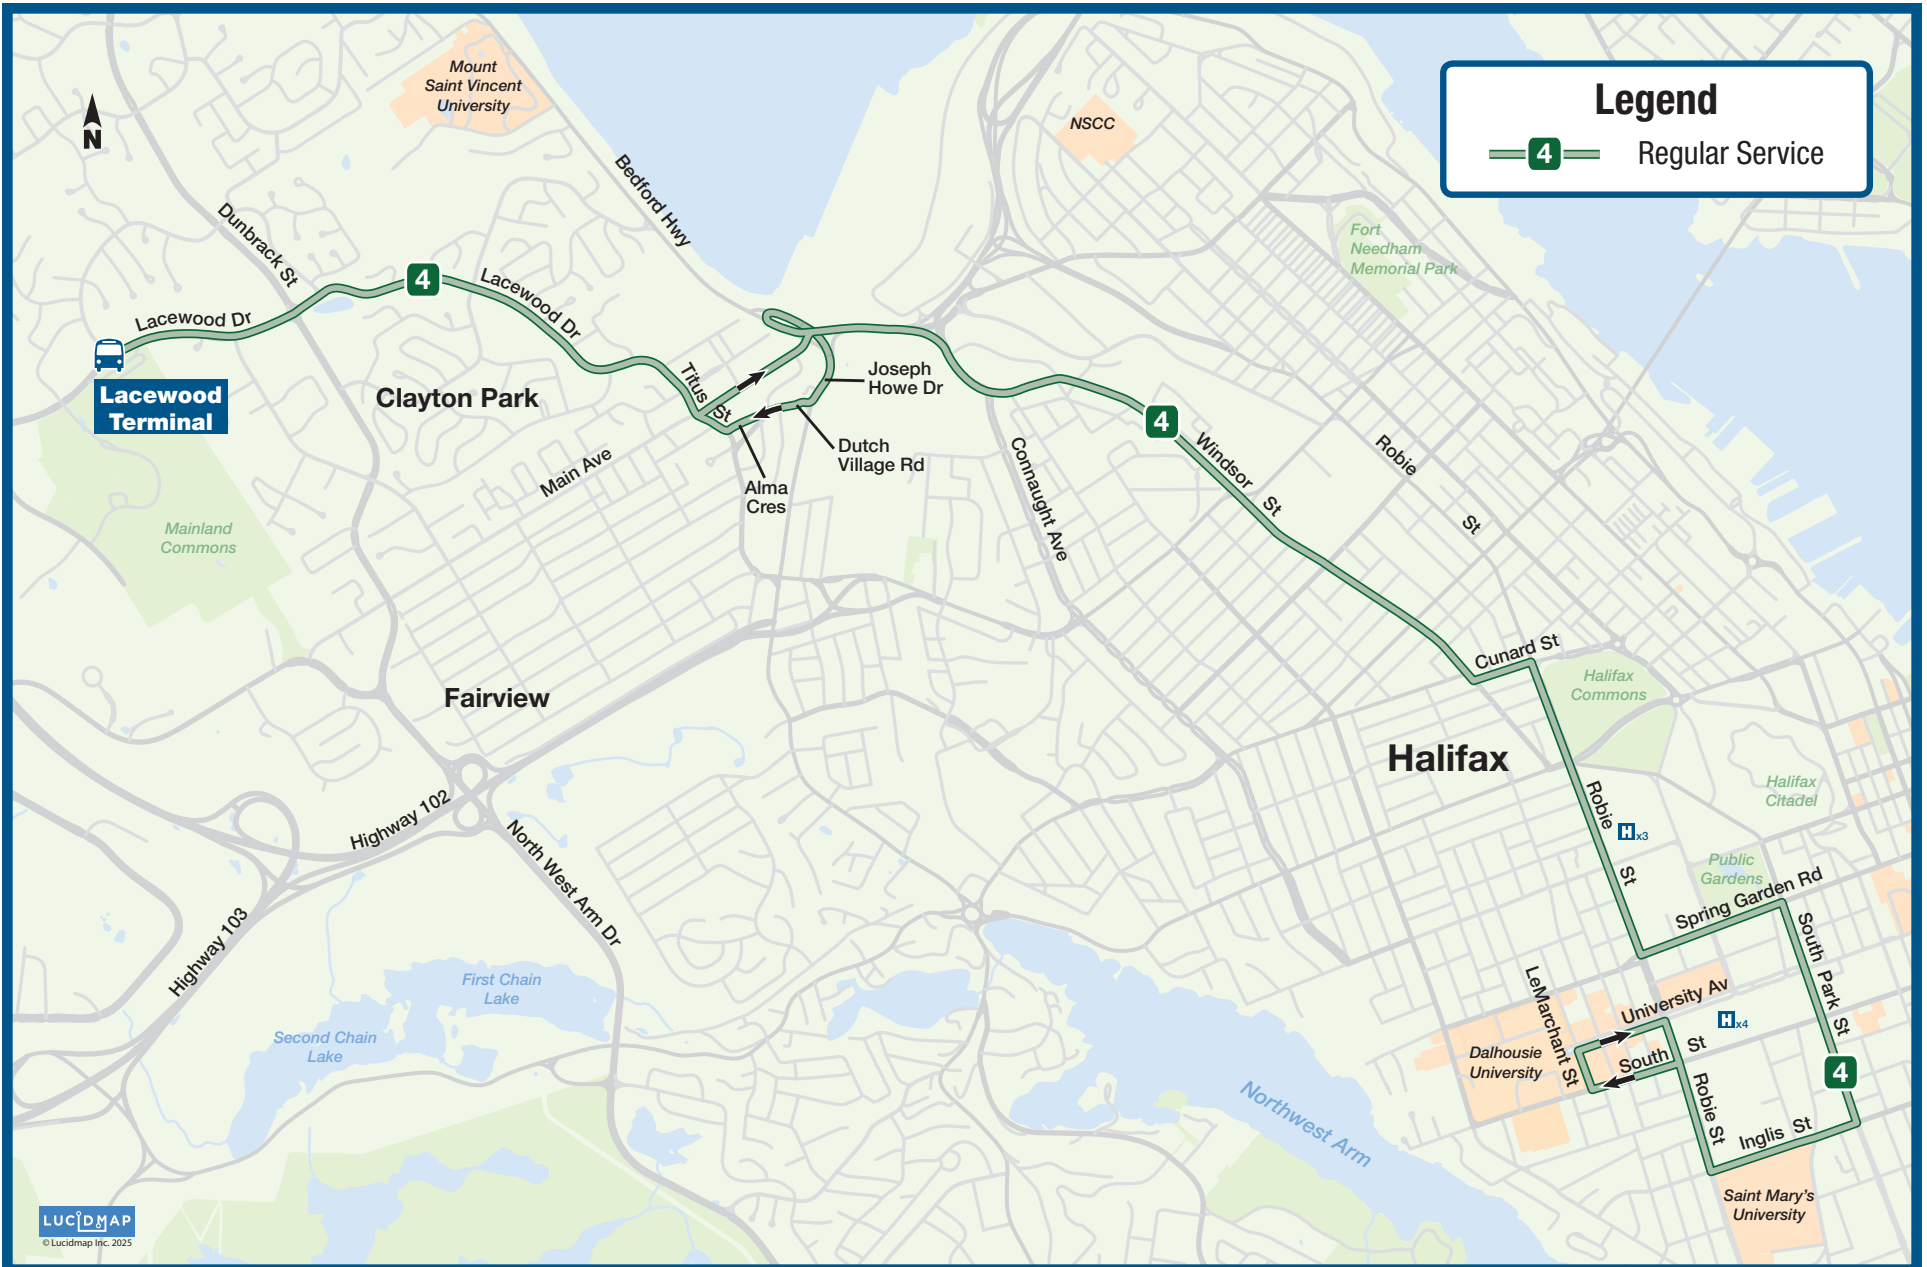 Legend
4
Regular Service
N
Mount
Saint Vincent
University
NSCC
Bedford Hwy
Dunbrack St
Fort
Needham
Memorial Park
4
Lacewood Dr
Lacewood Dr
Lacewood
Terminal
Clayton Park
Titus St
Joseph
Howe Dr
Dutch
Village Rd
Alma
Cres
Main Ave
4
Windsor St
Robie St
Connaught Ave
Mainland
Commons
Fairview
Cunard St
Halifax
Commons
Halifax
Halifax
Citadel
Robie St
H x3
Public
Gardens
Spring Garden Rd
South Park St
Highway 102
Highway 103
North West Arm Dr
First Chain
Lake
Second Chain
Lake
LeMarchant St
University Av
H x4
South St
Dalhousie
University
4
Robie St
Inglis St
Northwest Arm
Saint Mary's
University
LUCIDMAP
© Lucidmap Inc. 2025